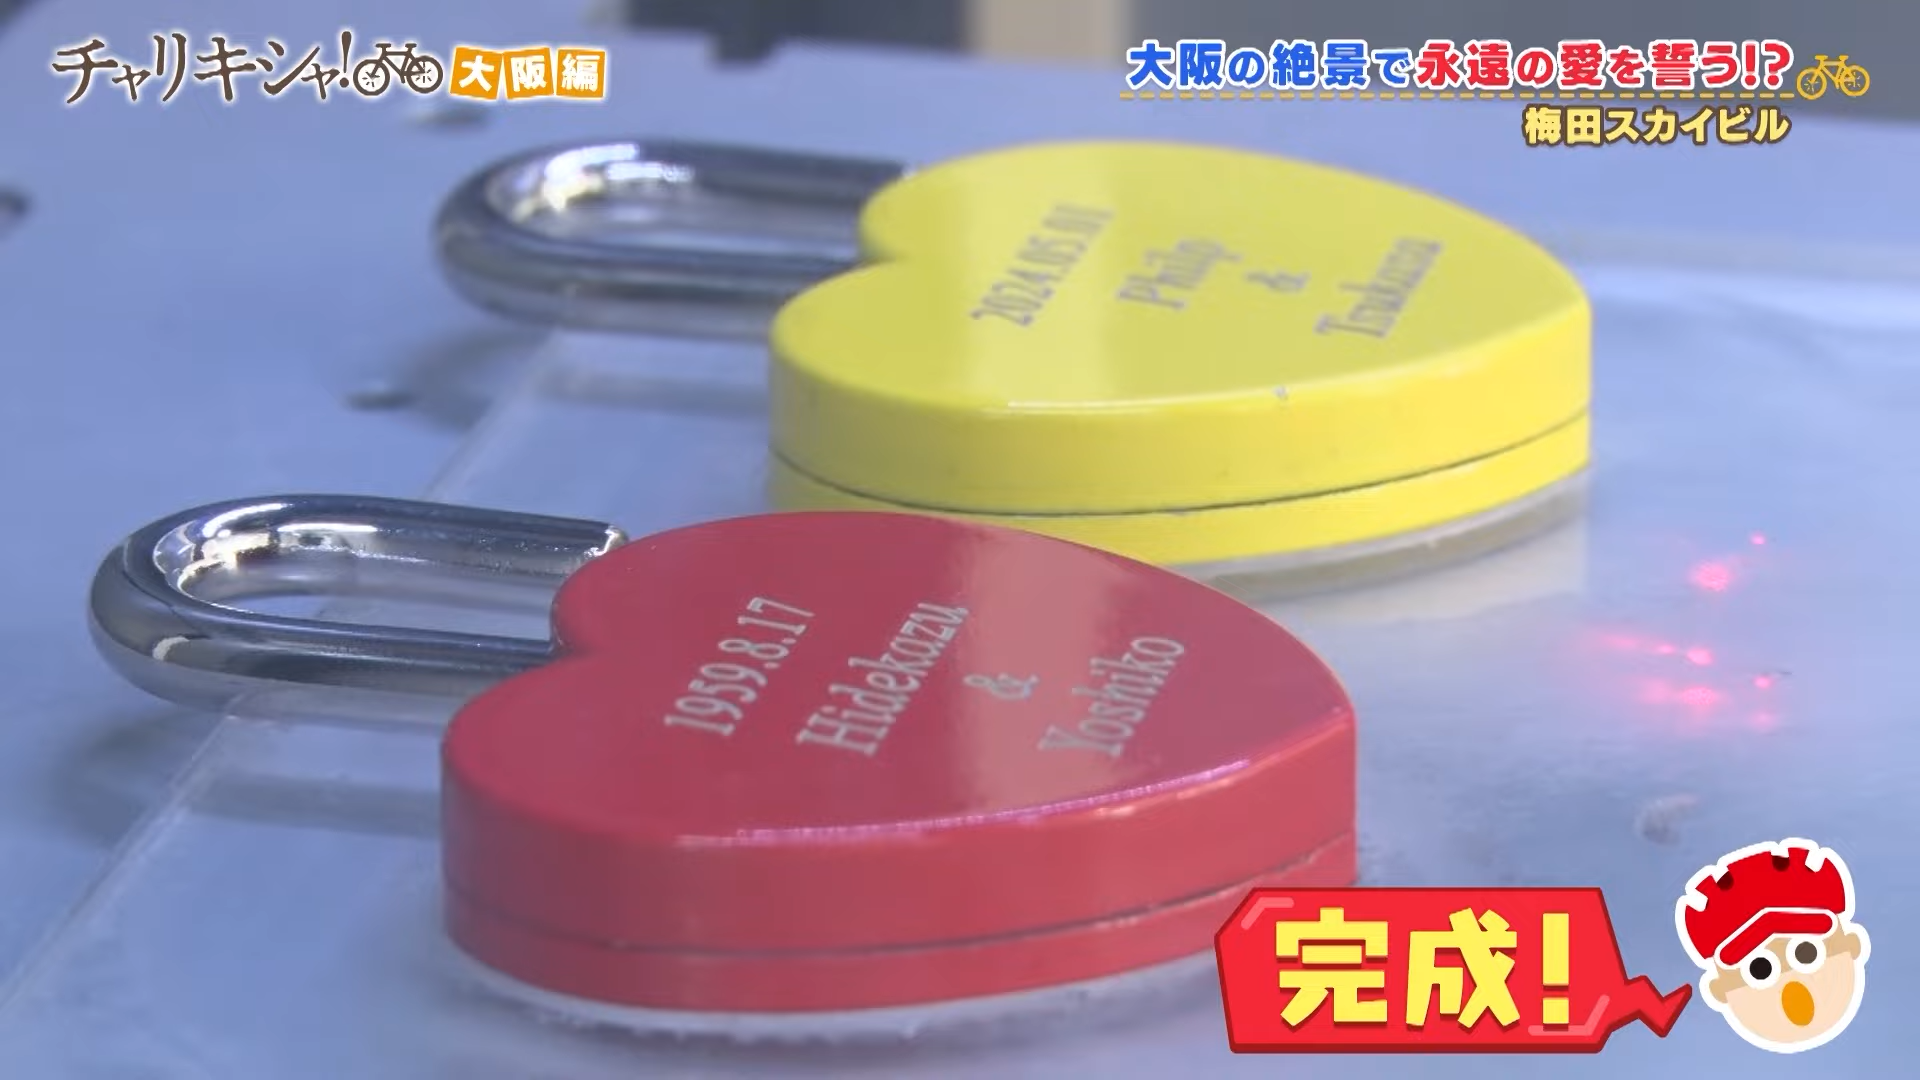 チャリキシャ!
大阪編
大阪の絶景で永遠の愛を誓う!?
梅田スカイビル
2024.05.01
Philip
&
1959.8.17
Hidekazu
&
Yoshiko
完成!